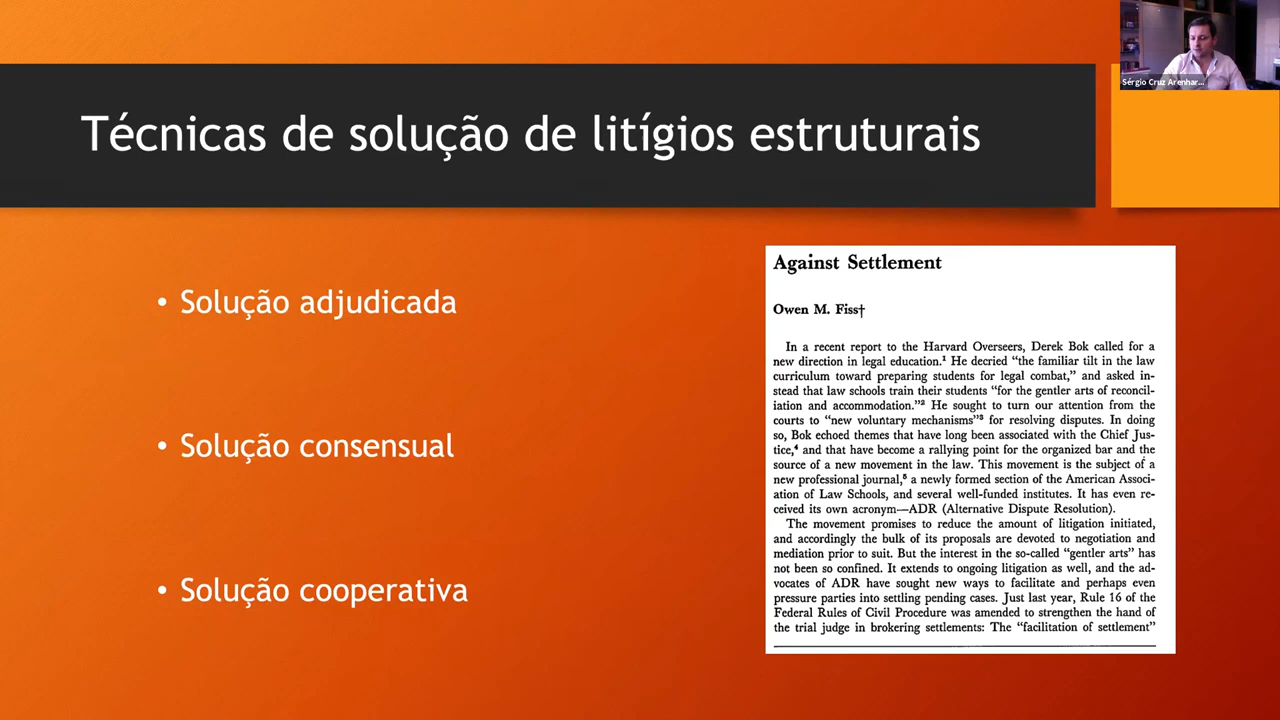 Sérgio Cruz Arenhar...
Técnicas de solução de litígios estruturais
• Solução adjudicada
• Solução consensual
• Solução cooperativa
Against Settlement
Owen M. Fiss†
In a recent report to the Harvard Overseers, Derek Bok called for a
new direction in legal education.¹ He decried “the familiar tilt in the law
curriculum toward preparing students for legal combat,” and asked in-
stead that law schools train their students “for the gentler arts of reconcil-
iation and accommodation.”² He sought to turn our attention from the
courts to “new voluntary mechanisms”³ for resolving disputes. In doing
so, Bok echoed themes that have long been associated with the Chief Jus-
tice,⁴ and that have become a rallying point for the organized bar and the
source of a new movement in the law. This movement is the subject of a
new professional journal,⁵ a newly formed section of the American Associ-
ation of Law Schools, and several well-funded institutes. It has even re-
ceived its own acronym—ADR (Alternative Dispute Resolution).
The movement promises to reduce the amount of litigation initiated,
and accordingly the bulk of its proposals are devoted to negotiation and
mediation prior to suit. But the interest in the so-called “gentler arts” has
not been so confined. It extends to ongoing litigation as well, and the ad-
vocates of ADR have sought new ways to facilitate and perhaps even
pressure parties into settling pending cases. Just last year, Rule 16 of the
Federal Rules of Civil Procedure was amended to strengthen the hand of
the trial judge in brokering settlements: The “facilitation of settlement”